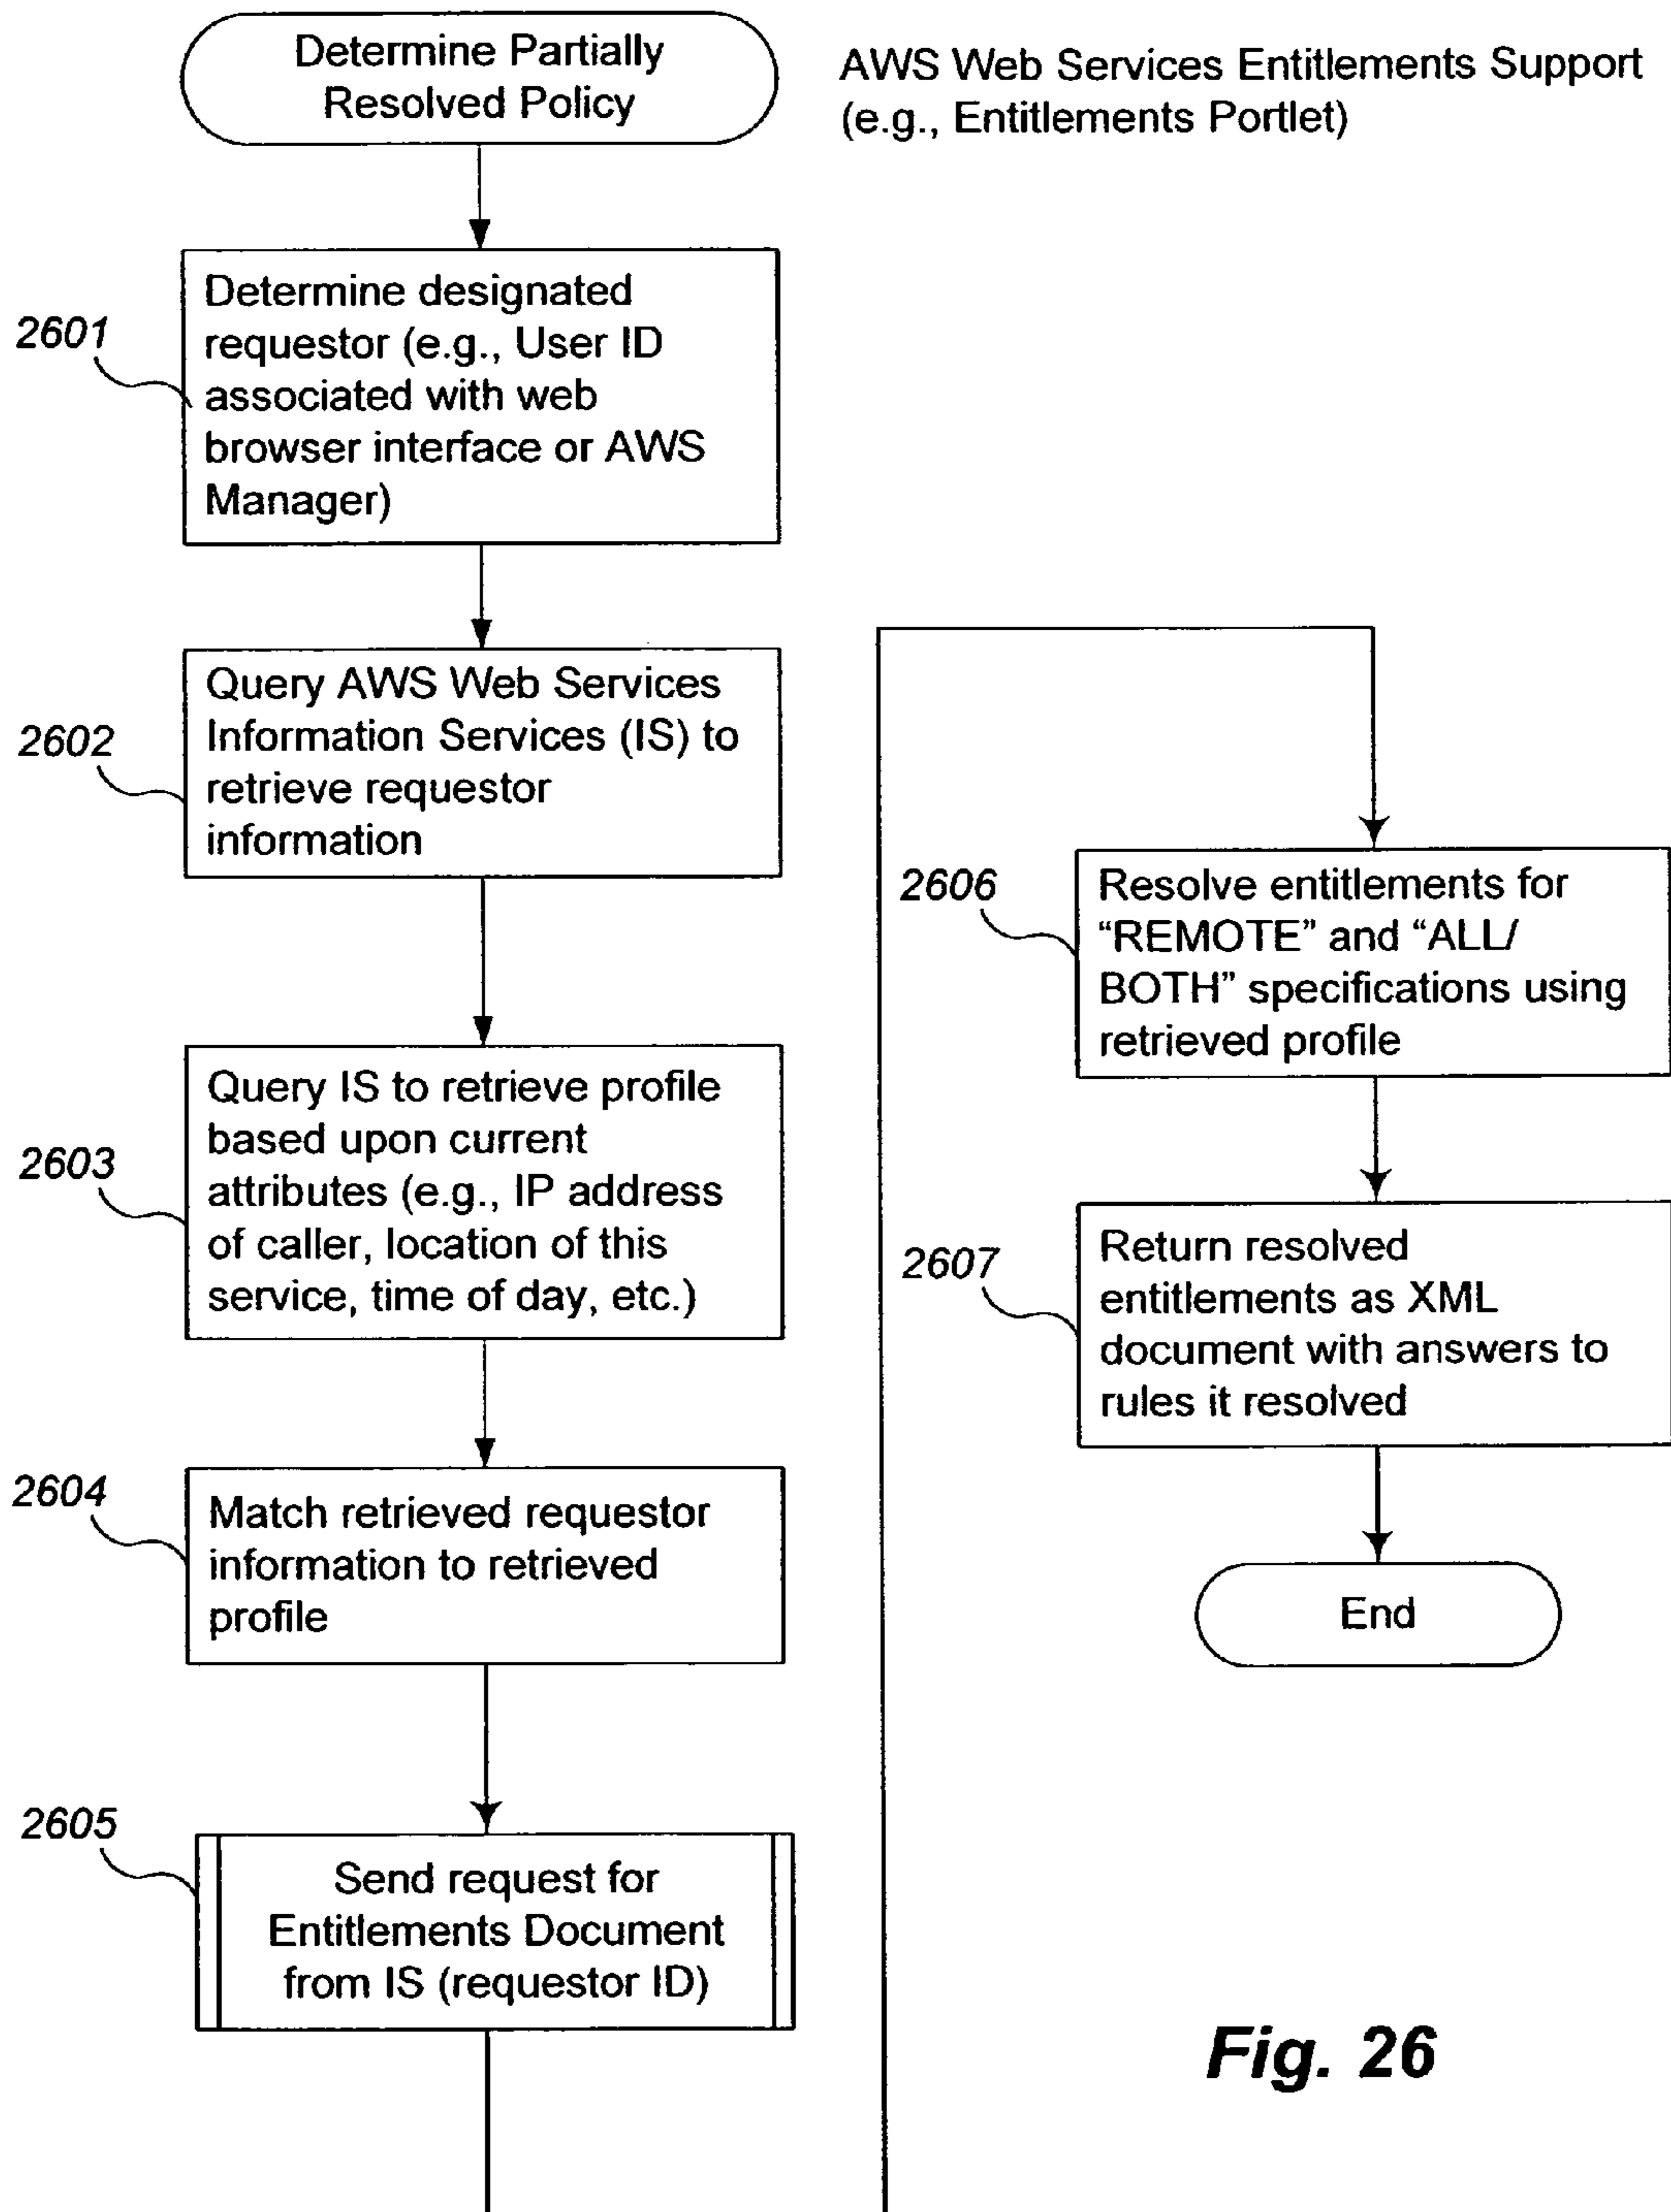 Determine Partially
Resolved Policy
AWS Web Services Entitlements Support
(e.g., Entitlements Portlet)
2601
Determine designated
requestor (e.g., User ID
associated with web
browser interface or AWS
Manager)
2602
Query AWS Web Services
Information Services (IS) to
retrieve requestor
information
2603
Query IS to retrieve profile
based upon current
attributes (e.g., IP address
of caller, location of this
service, time of day, etc.)
2604
Match retrieved requestor
information to retrieved
profile
2605
Send request for
Entitlements Document
from IS (requestor ID)
2606
Resolve entitlements for
“REMOTE” and “ALL/
BOTH” specifications using
retrieved profile
2607
Return resolved
entitlements as XML
document with answers to
rules it resolved
End
Fig. 26